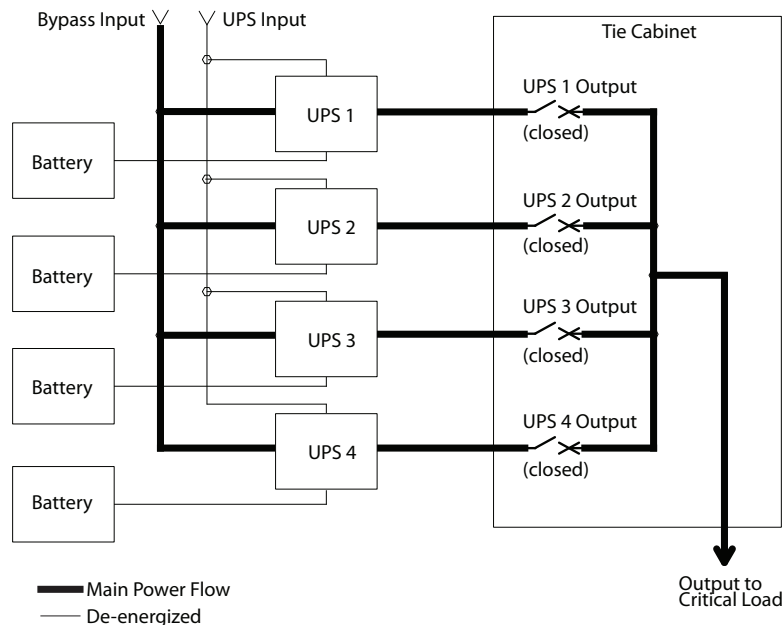 Bypass Input
UPS Input
Tie Cabinet
UPS 1
UPS 1 Output
(closed)
Battery
UPS 2
UPS 2 Output
(closed)
Battery
UPS 3
UPS 3 Output
(closed)
Battery
UPS 4
UPS 4 Output
(closed)
Battery
Main Power Flow
De-energized
Output to
Critical Load